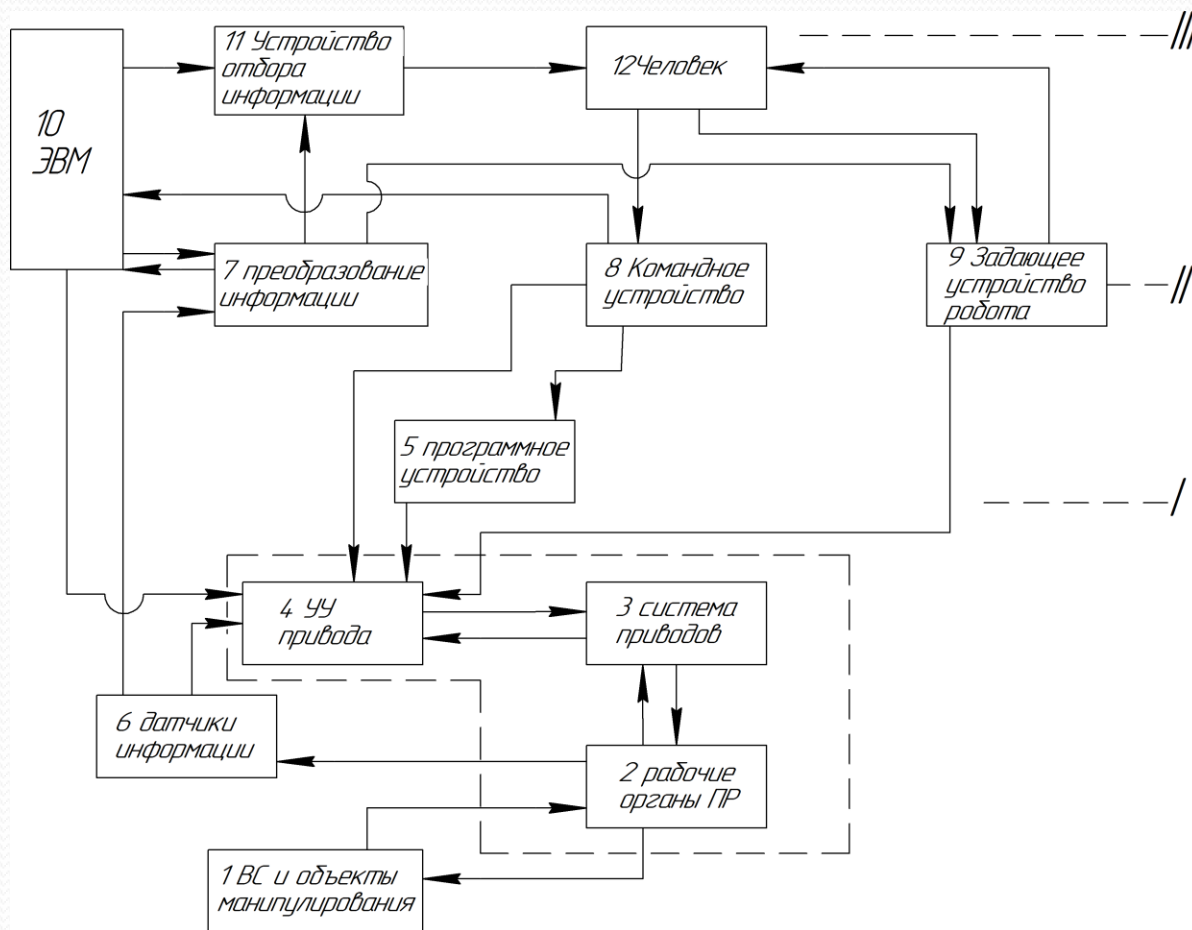 11 Устройство
отбора
информации
12Человек
III
10
ЭВМ
7 преобразование
информации
8 Командное
устройство
9 Задающее
устройство
робота
II
5 программное
устройство
I
4 УУ
привода
3 система
приводов
6 датчики
информации
2 рабочие
органы ПР
1 ВС и объекты
манипулирования